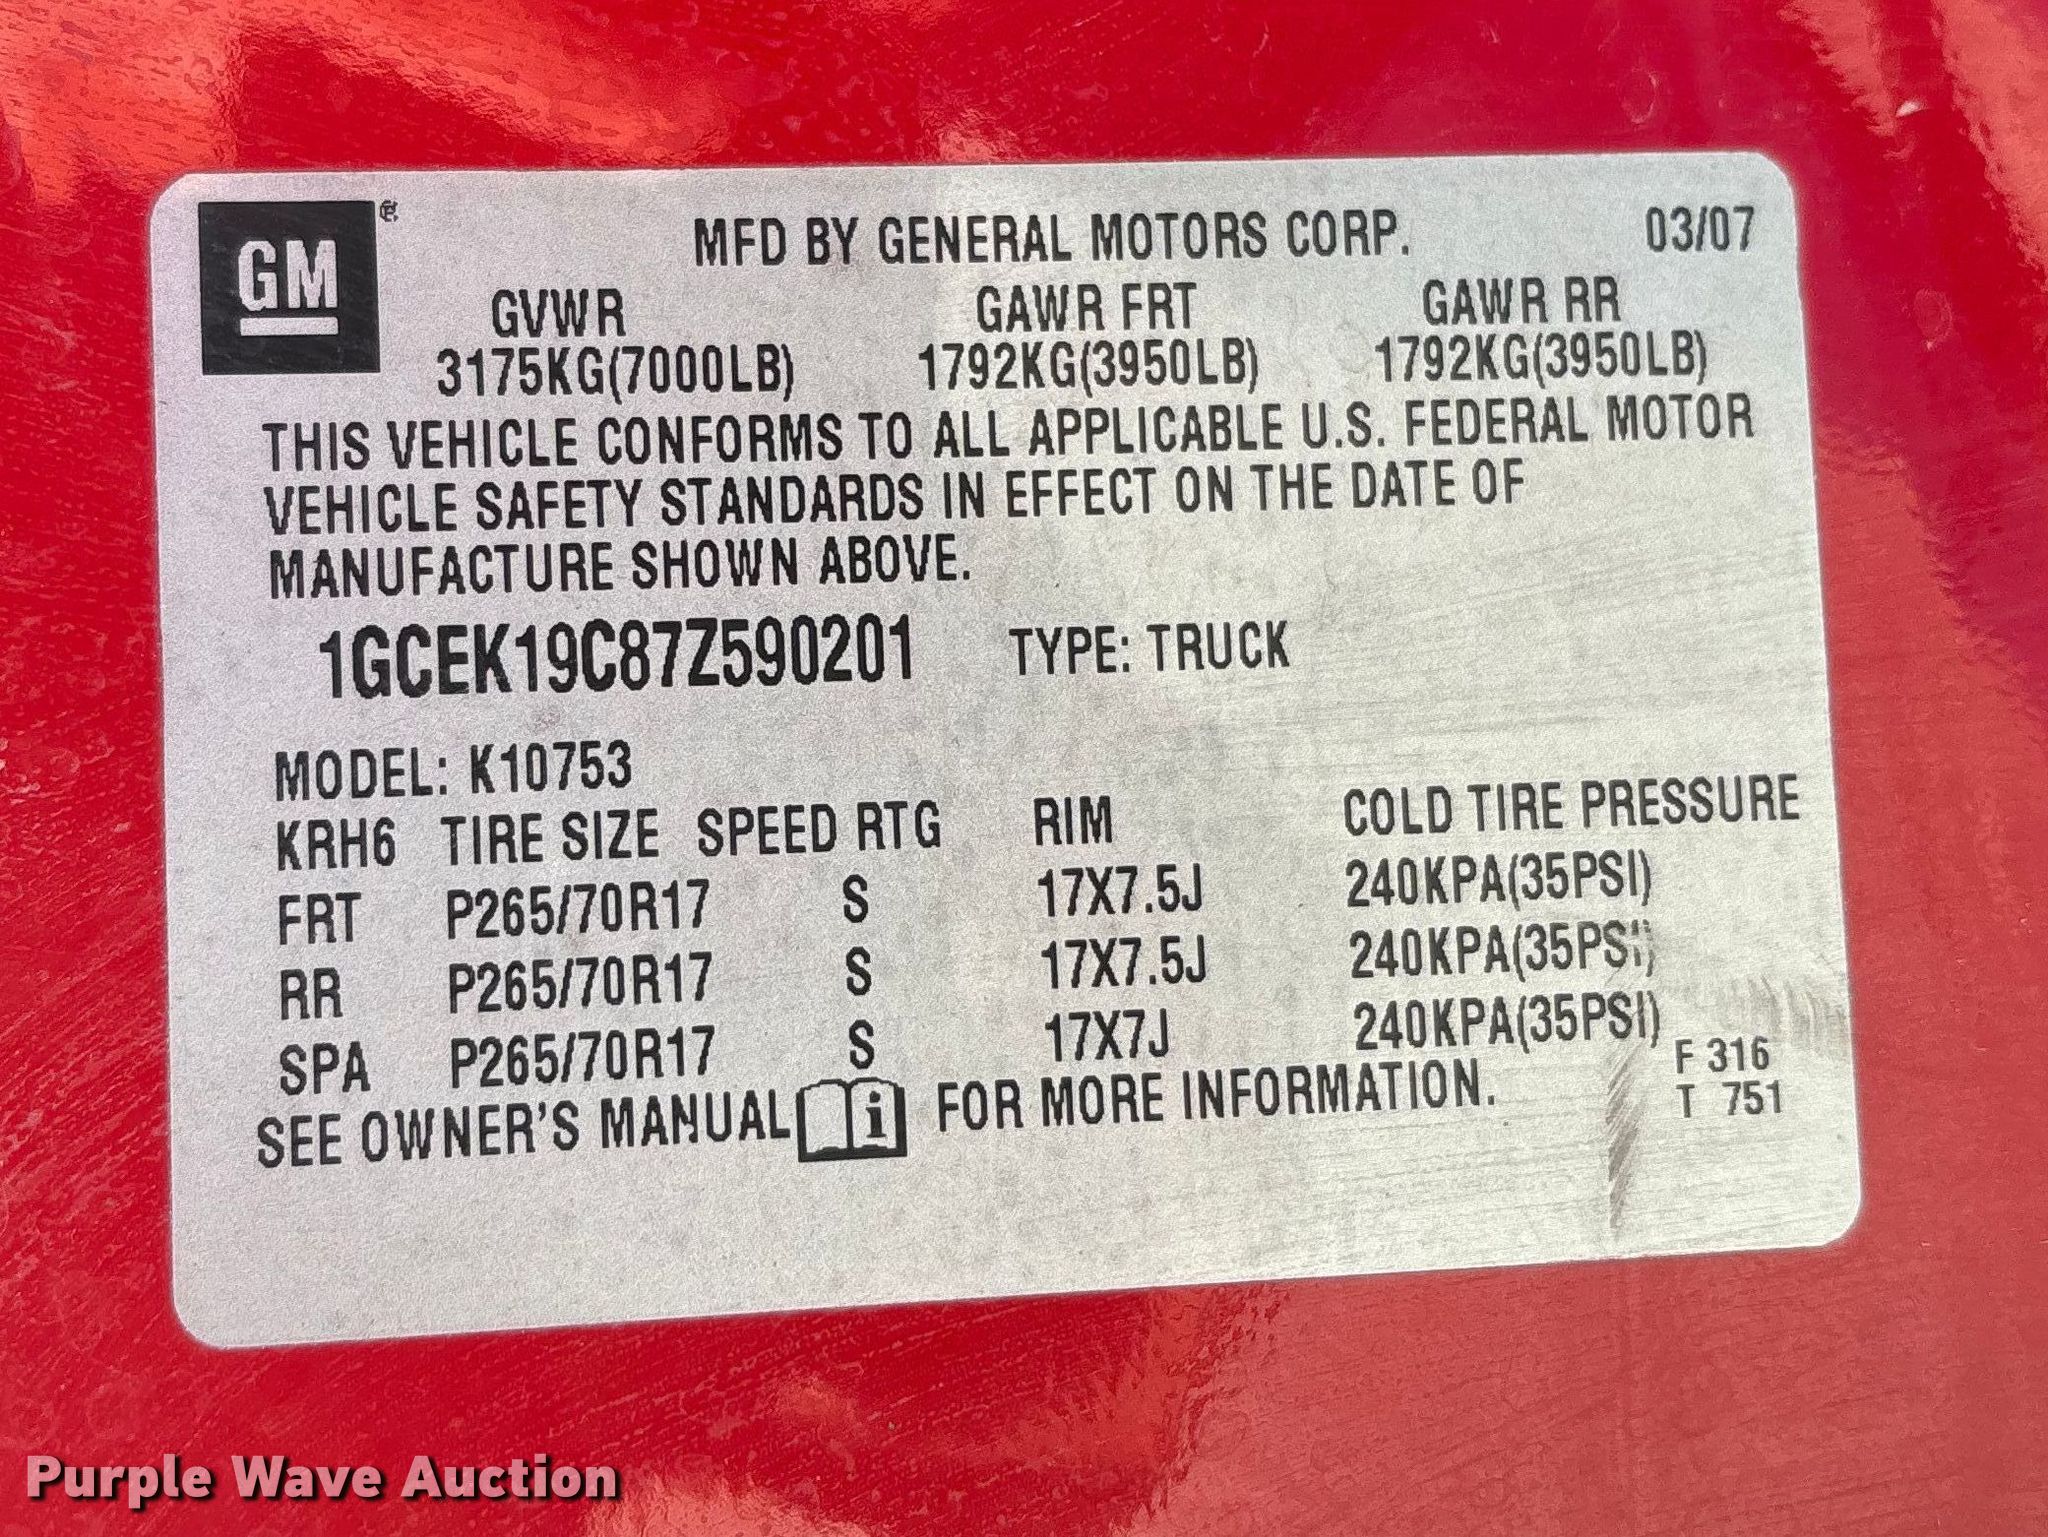 GM
MFD BY GENERAL MOTORS CORP. 03/07
GVWR GAWR FRT GAWR RR
3175KG(7000LB) 1792KG(3950LB) 1792KG(3950LB)
THIS VEHICLE CONFORMS TO ALL APPLICABLE U.S. FEDERAL MOTOR
VEHICLE SAFETY STANDARDS IN EFFECT ON THE DATE OF
MANUFACTURE SHOWN ABOVE.
1GCEK19C87Z590201 TYPE: TRUCK
MODEL: K10753
KRH6 TIRE SIZE SPEED RTG RIM COLD TIRE PRESSURE
FRT P265/70R17 S 17X7.5J 240KPA(35PSI)
RR P265/70R17 S 17X7.5J 240KPA(35PSI)
SPA P265/70R17 S 17X7J 240KPA(35PSI)
SEE OWNER'S MANUAL i FOR MORE INFORMATION.
F 316
T 751
Purple Wave Auction